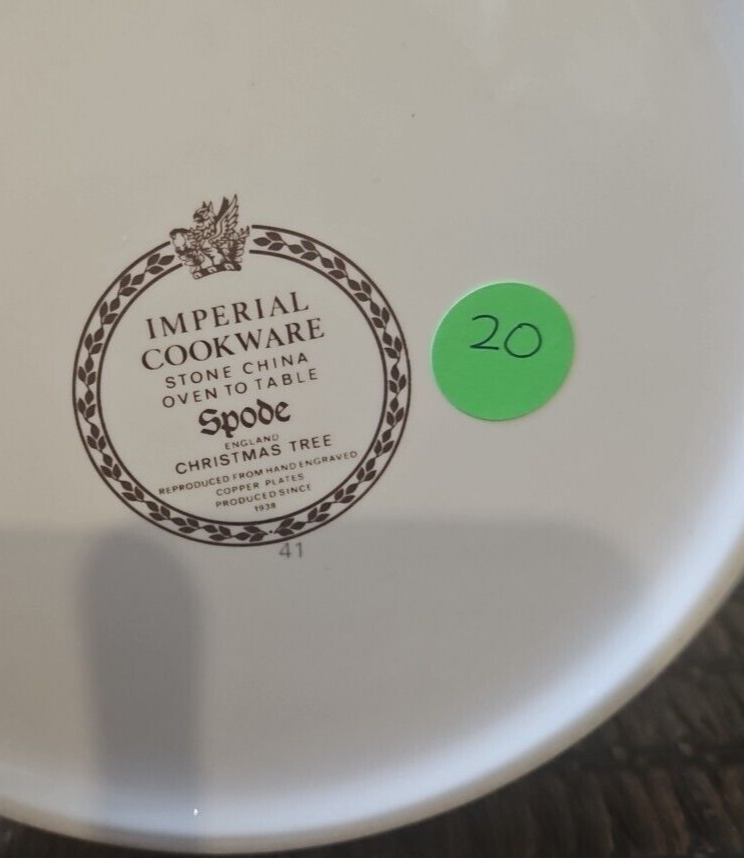 IMPERIAL
COOKWARE
STONE CHINA
OVEN TO TABLE
Spode
ENGLAND
CHRISTMAS TREE
REPRODUCED FROM HAND ENGRAVED
COPPER PLATES
PRODUCED SINCE
1938
41
20